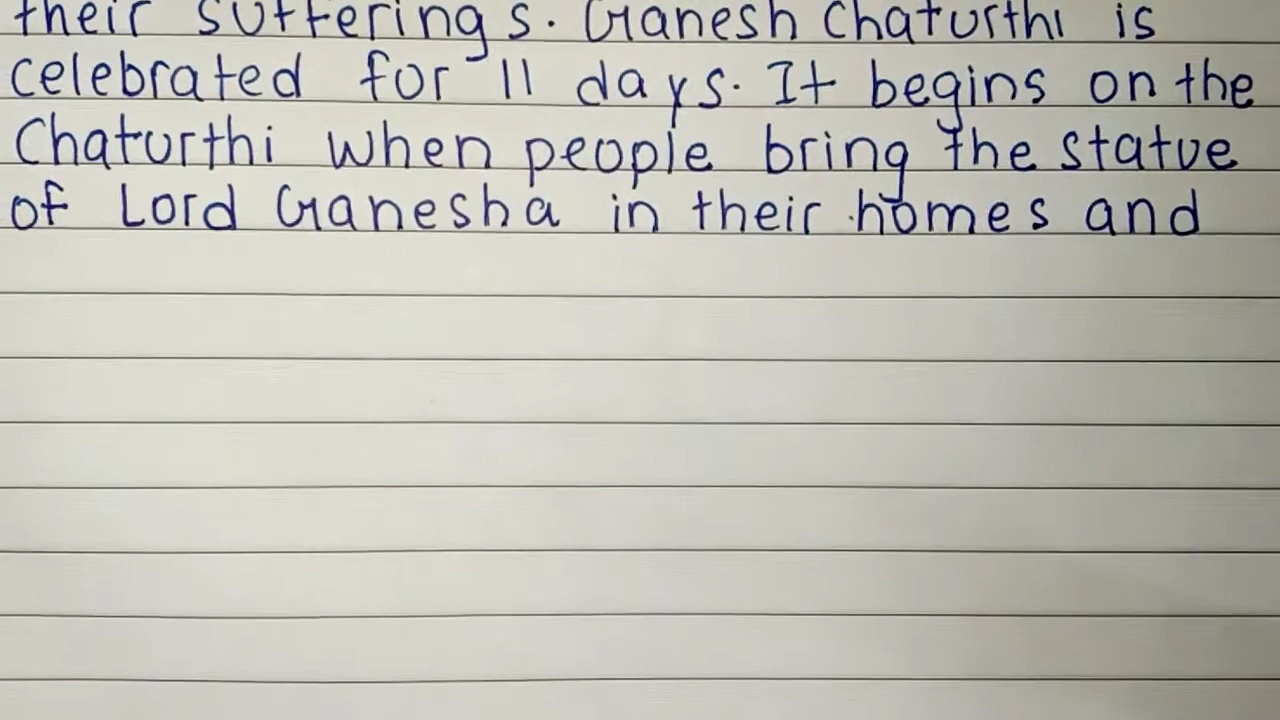 their sufferings. Ganesh Chaturthi is
celebrated for 11 days. It begins on the
Chaturthi when people bring the statue
of Lord Ganesha in their homes and